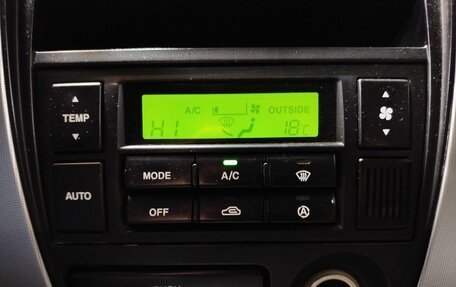 A/C OUTSIDE
HI 18°C
TEMP
AUTO
MODE A/C
OFF
A